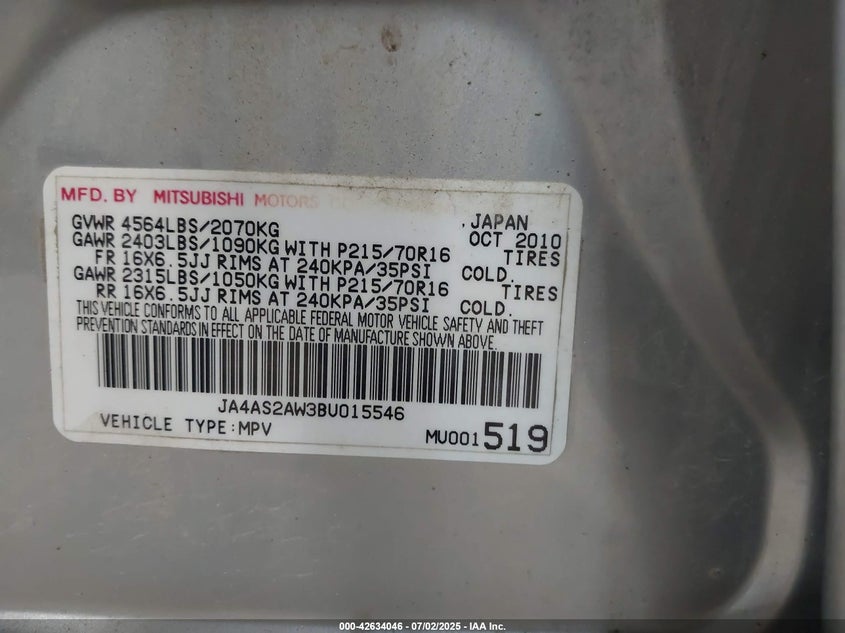 MFD. BY MITSUBISHI MOTORS
JAPAN
GVWR 4564LBS/2070KG OCT 2010
GAWR 2403LBS/1090KG WITH P215/70R16 TIRES
FR 16X6.5JJ RIMS AT 240KPA/35PSI COLD.
GAWR 2315LBS/1050KG WITH P215/70R16 TIRES
RR 16X6.5JJ RIMS AT 240KPA/35PSI COLD.
THIS VEHICLE CONFORMS TO ALL APPLICABLE FEDERAL MOTOR VEHICLE SAFETY AND THEFT
PREVENTION STANDARDS IN EFFECT ON THE DATE OF MANUFACTURE SHOWN ABOVE.
JA4AS2AW3BU015546
VEHICLE TYPE:MPV MU001519
000-42634046 - 07/02/2025 - IAA Inc.